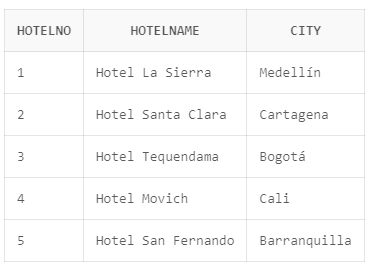 HOTELNO HOTELNAME CITY
1 Hotel La Sierra Medellín
2 Hotel Santa Clara Cartagena
3 Hotel Tequendama Bogotá
4 Hotel Movich Cali
5 Hotel San Fernando Barranquilla